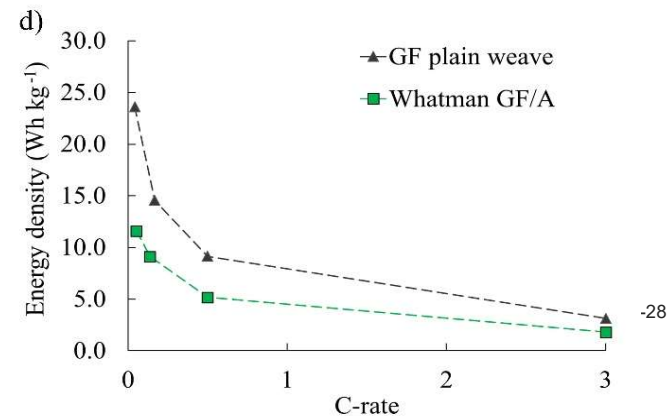 d)
30.0
25.0
20.0
15.0
10.0
5.0
0.0
Energy density (Wh kg⁻¹)
GF plain weave
Whatman GF/A
-28
0 1 2 3
C-rate